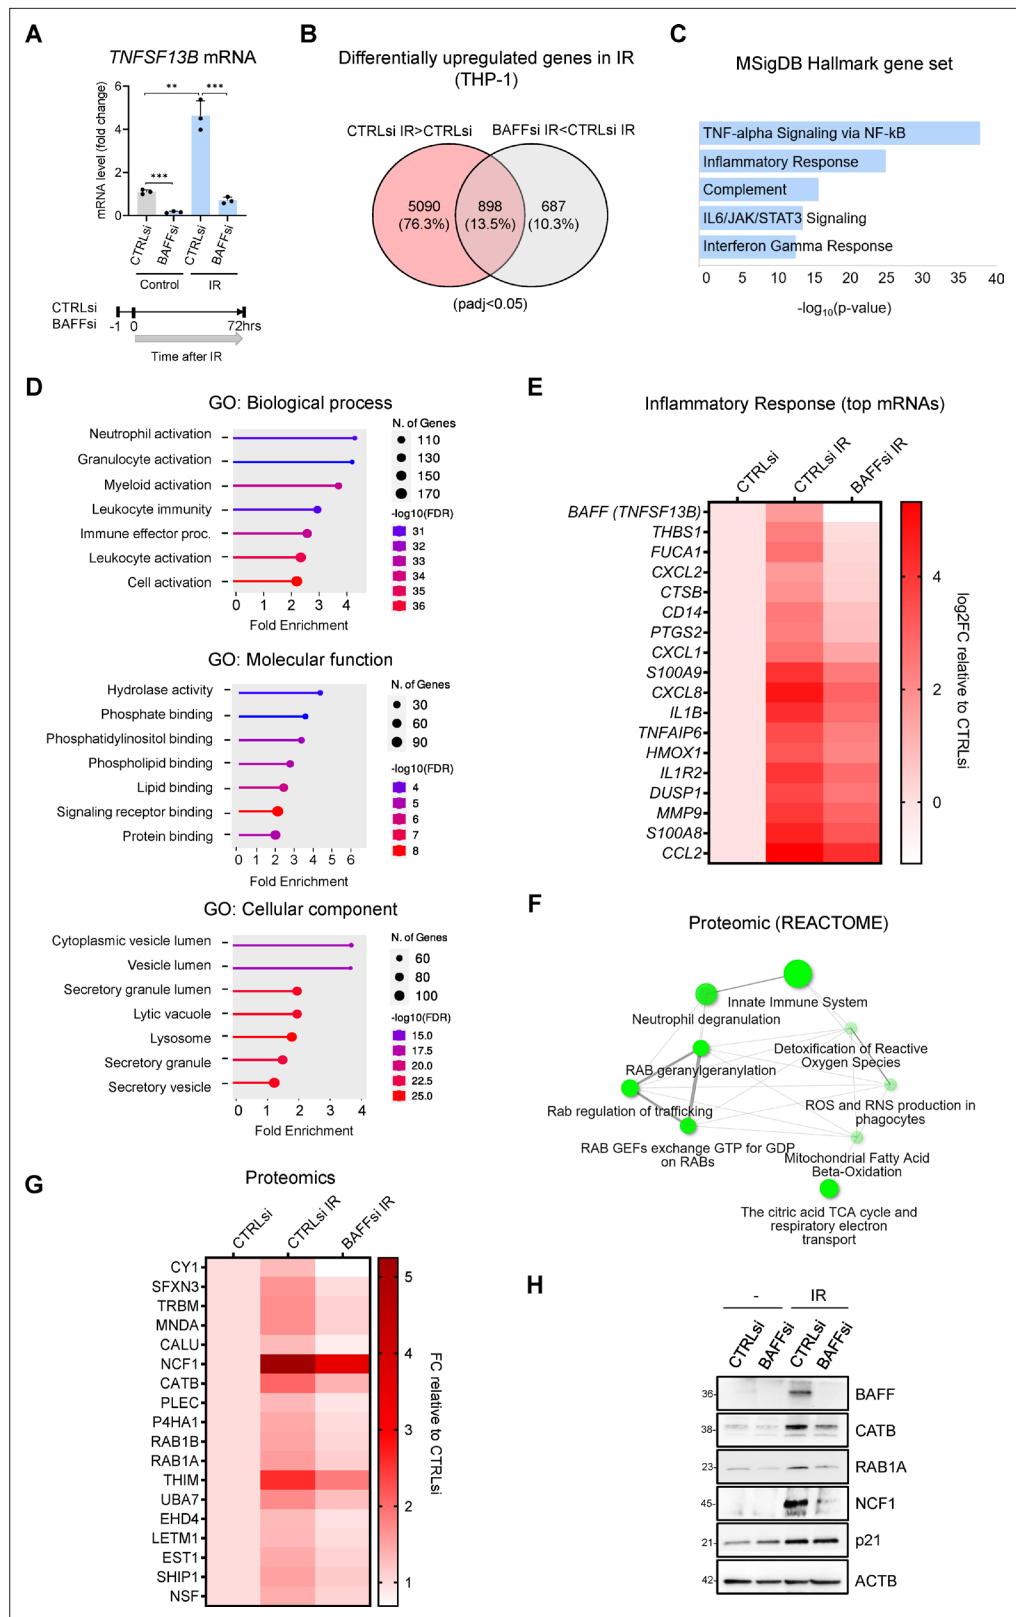 A
TNFSF13B mRNA
mRNA level (fold change)
6
4
2
0
**
***
***
CTRLsi
BAFFsi
CTRLsi
BAFFsi
Control
IR
CTRLsi
BAFFsi
-1
0
72hrs
Time after IR
B
Differentially upregulated genes in IR
(THP-1)
CTRLsi IR>CTRLsi
BAFFsi IR<CTRLsi IR
5090
(76.3%)
898
(13.5%)
687
(10.3%)
(padj<0.05)
C
MSigDB Hallmark gene set
TNF-alpha Signaling via NF-kB
Inflammatory Response
Complement
IL6/JAK/STAT3 Signaling
Interferon Gamma Response
0 5 10 15 20 25 30 35 40
-log10(p-value)
D
GO: Biological process
Neutrophil activation
Granulocyte activation
Myeloid activation
Leukocyte immunity
Immune effector proc.
Leukocyte activation
Cell activation
0 1 2 3 4
Fold Enrichment
N. of Genes
110
130
150
170
-log10(FDR)
31
32
33
34
35
36
GO: Molecular function
Hydrolase activity
Phosphate binding
Phosphatidylinositol binding
Phospholipid binding
Lipid binding
Signaling receptor binding
Protein binding
0 1 2 3 4 5 6
Fold Enrichment
N. of Genes
30
60
90
-log10(FDR)
4
5
6
7
8
GO: Cellular component
Cytoplasmic vesicle lumen
Vesicle lumen
Secretory granule lumen
Lytic vacuole
Lysosome
Secretory granule
Secretory vesicle
0 1 2 3 4
Fold Enrichment
N. of Genes
60
80
100
-log10(FDR)
15.0
17.5
20.0
22.5
25.0
E
Inflammatory Response (top mRNAs)
CTRLsi
CTRLsi IR
BAFFsi IR
BAFF (TNFSF13B)
THBS1
FUCA1
CXCL2
CTSB
CD14
PTGS2
CXCL1
S100A9
CXCL8
IL1B
TNFAIP6
HMOX1
IL1R2
DUSP1
MMP9
S100A8
CCL2
4
2
0
log2FC relative to CTRLsi
F
Proteomic (REACTOME)
Innate Immune System
Neutrophil degranulation
Detoxification of Reactive
Oxygen Species
RAB geranylgeranylation
ROS and RNS production in
phagocytes
Rab regulation of trafficking
RAB GEFs exchange GTP for GDP
on RABs
Mitochondrial Fatty Acid
Beta-Oxidation
The citric acid TCA cycle and
respiratory electron
transport
G
Proteomics
CTRLsi
CTRLsi IR
BAFFsi IR
CY1
SFXN3
TRBM
MNDA
CALU
NCF1
CATB
PLEC
P4HA1
RAB1B
RAB1A
THIM
UBA7
EHD4
LETM1
EST1
SHIP1
NSF
5
4
3
2
1
FC relative to CTRLsi
H
-
IR
CTRLsi
BAFFsi
CTRLsi
BAFFsi
36
BAFF
38
CATB
23
RAB1A
45
NCF1
21
p21
42
ACTB